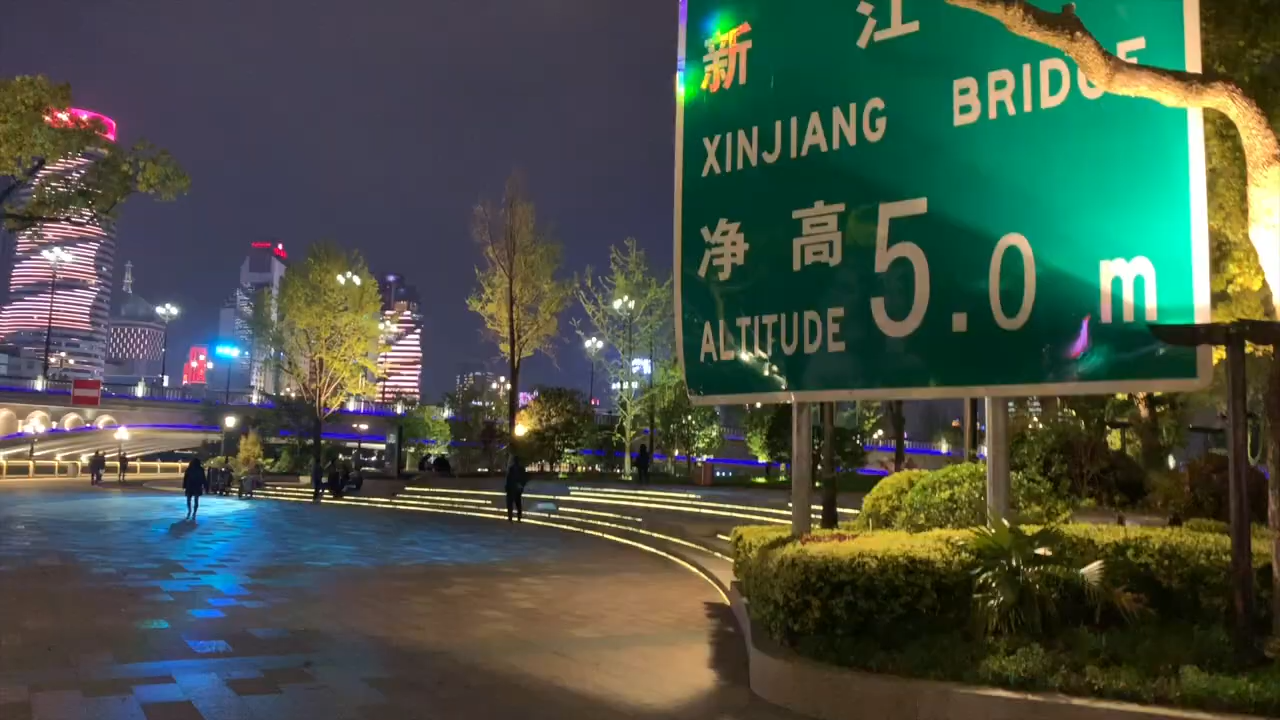 新 江
XINJIANG BRIDGE
净 高 5.0 m
ALTITUDE